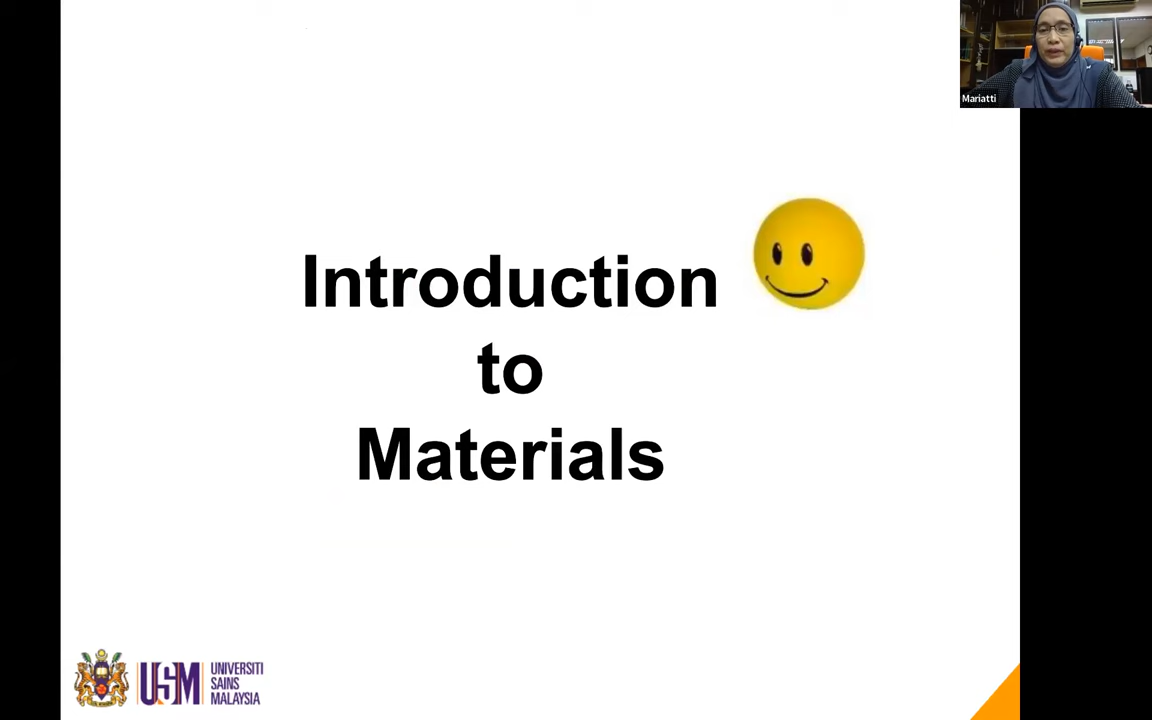 Mariatti
Introduction
to
Materials
USM
UNIVERSITI
SAINS
MALAYSIA